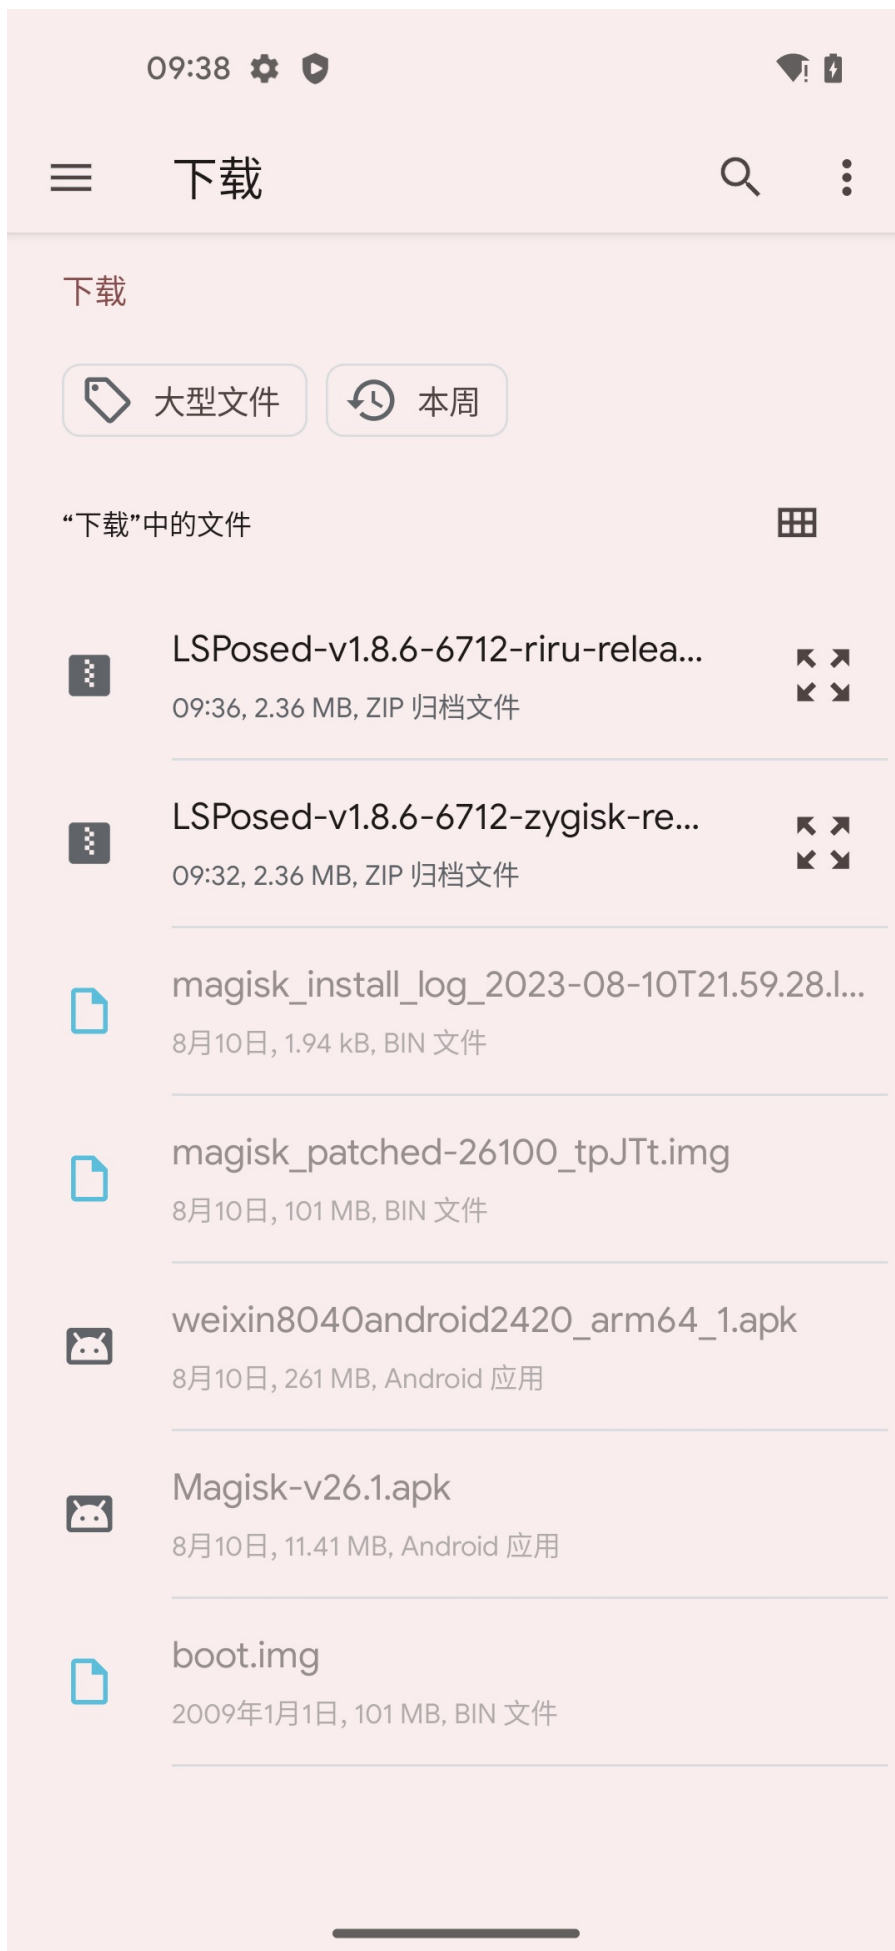 09:38
下载
下载
大型文件 本周
“下载”中的文件
LSPosed-v1.8.6-6712-riru-relea...
09:36, 2.36 MB, ZIP 归档文件
LSPosed-v1.8.6-6712-zygisk-re...
09:32, 2.36 MB, ZIP 归档文件
magisk_install_log_2023-08-10T21.59.28.l...
8月10日, 1.94 kB, BIN 文件
magisk_patched-26100_tpJTt.img
8月10日, 101 MB, BIN 文件
weixin8040android2420_arm64_1.apk
8月10日, 261 MB, Android 应用
Magisk-v26.1.apk
8月10日, 11.41 MB, Android 应用
boot.img
2009年1月1日, 101 MB, BIN 文件